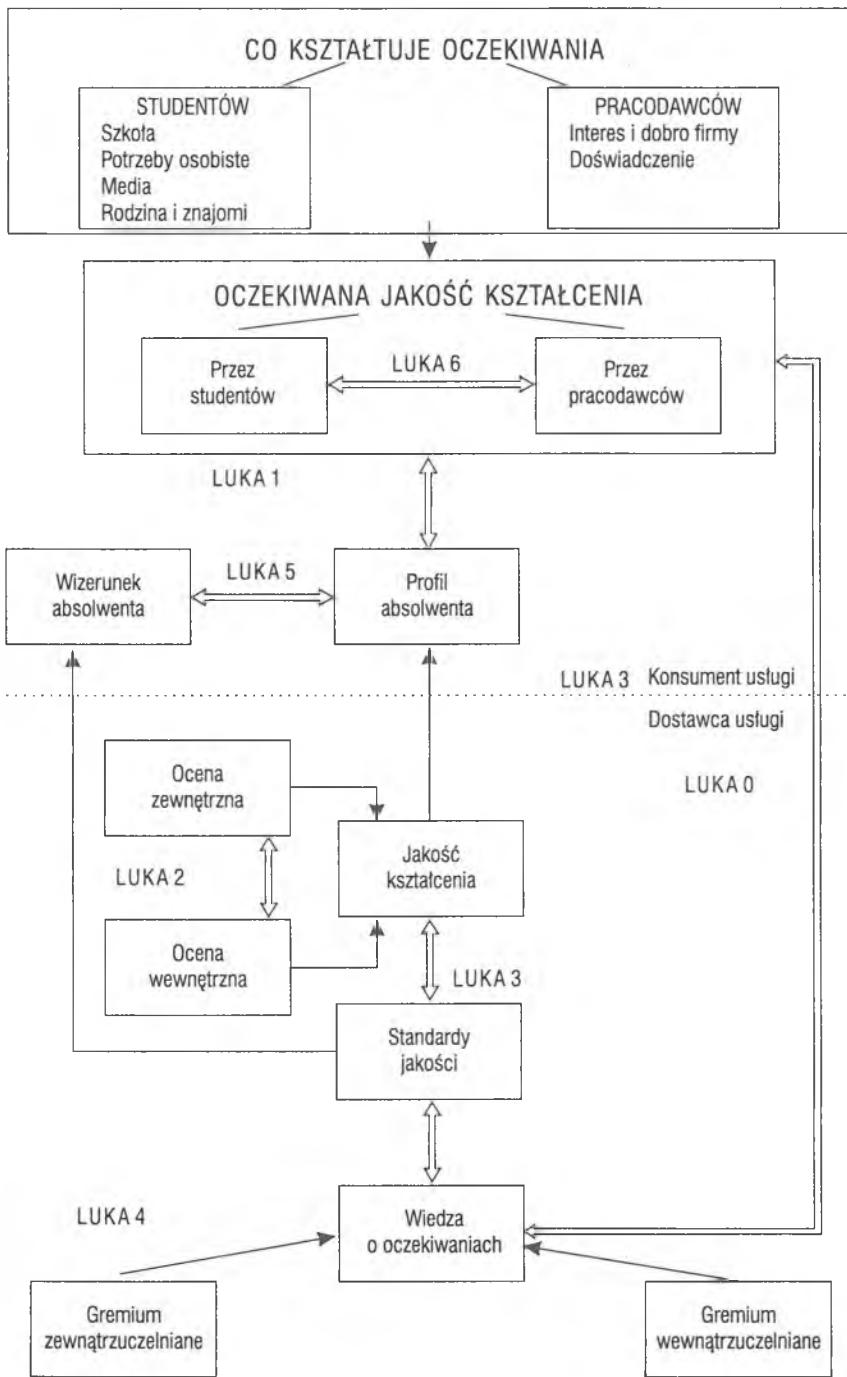 CO KSZTAŁTUJE OCZEKIWANIA
STUDENTÓW
Szkoła
Potrzeby osobiste
Media
Rodzina i znajomi
PRACODAWCÓW
Interes i dobro firmy
Doświadczenie
OCZEKIWANA JAKOŚĆ KSZTAŁCENIA
Przez
studentów
LUKA 6
Przez
pracodawców
LUKA 1
Wizerunek
absolwenta
LUKA 5
Profil
absolwenta
LUKA 3
Konsument usługi
Dostawca usługi
LUKA 0
Ocena
zewnętrzna
LUKA 2
Jakość
kształcenia
Ocena
wewnętrzna
LUKA 3
Standardy
jakości
LUKA 4
Wiedza
o oczekiwaniach
Gremium
zewnątrzuczelniane
Gremium
wewnątrzuczelniane